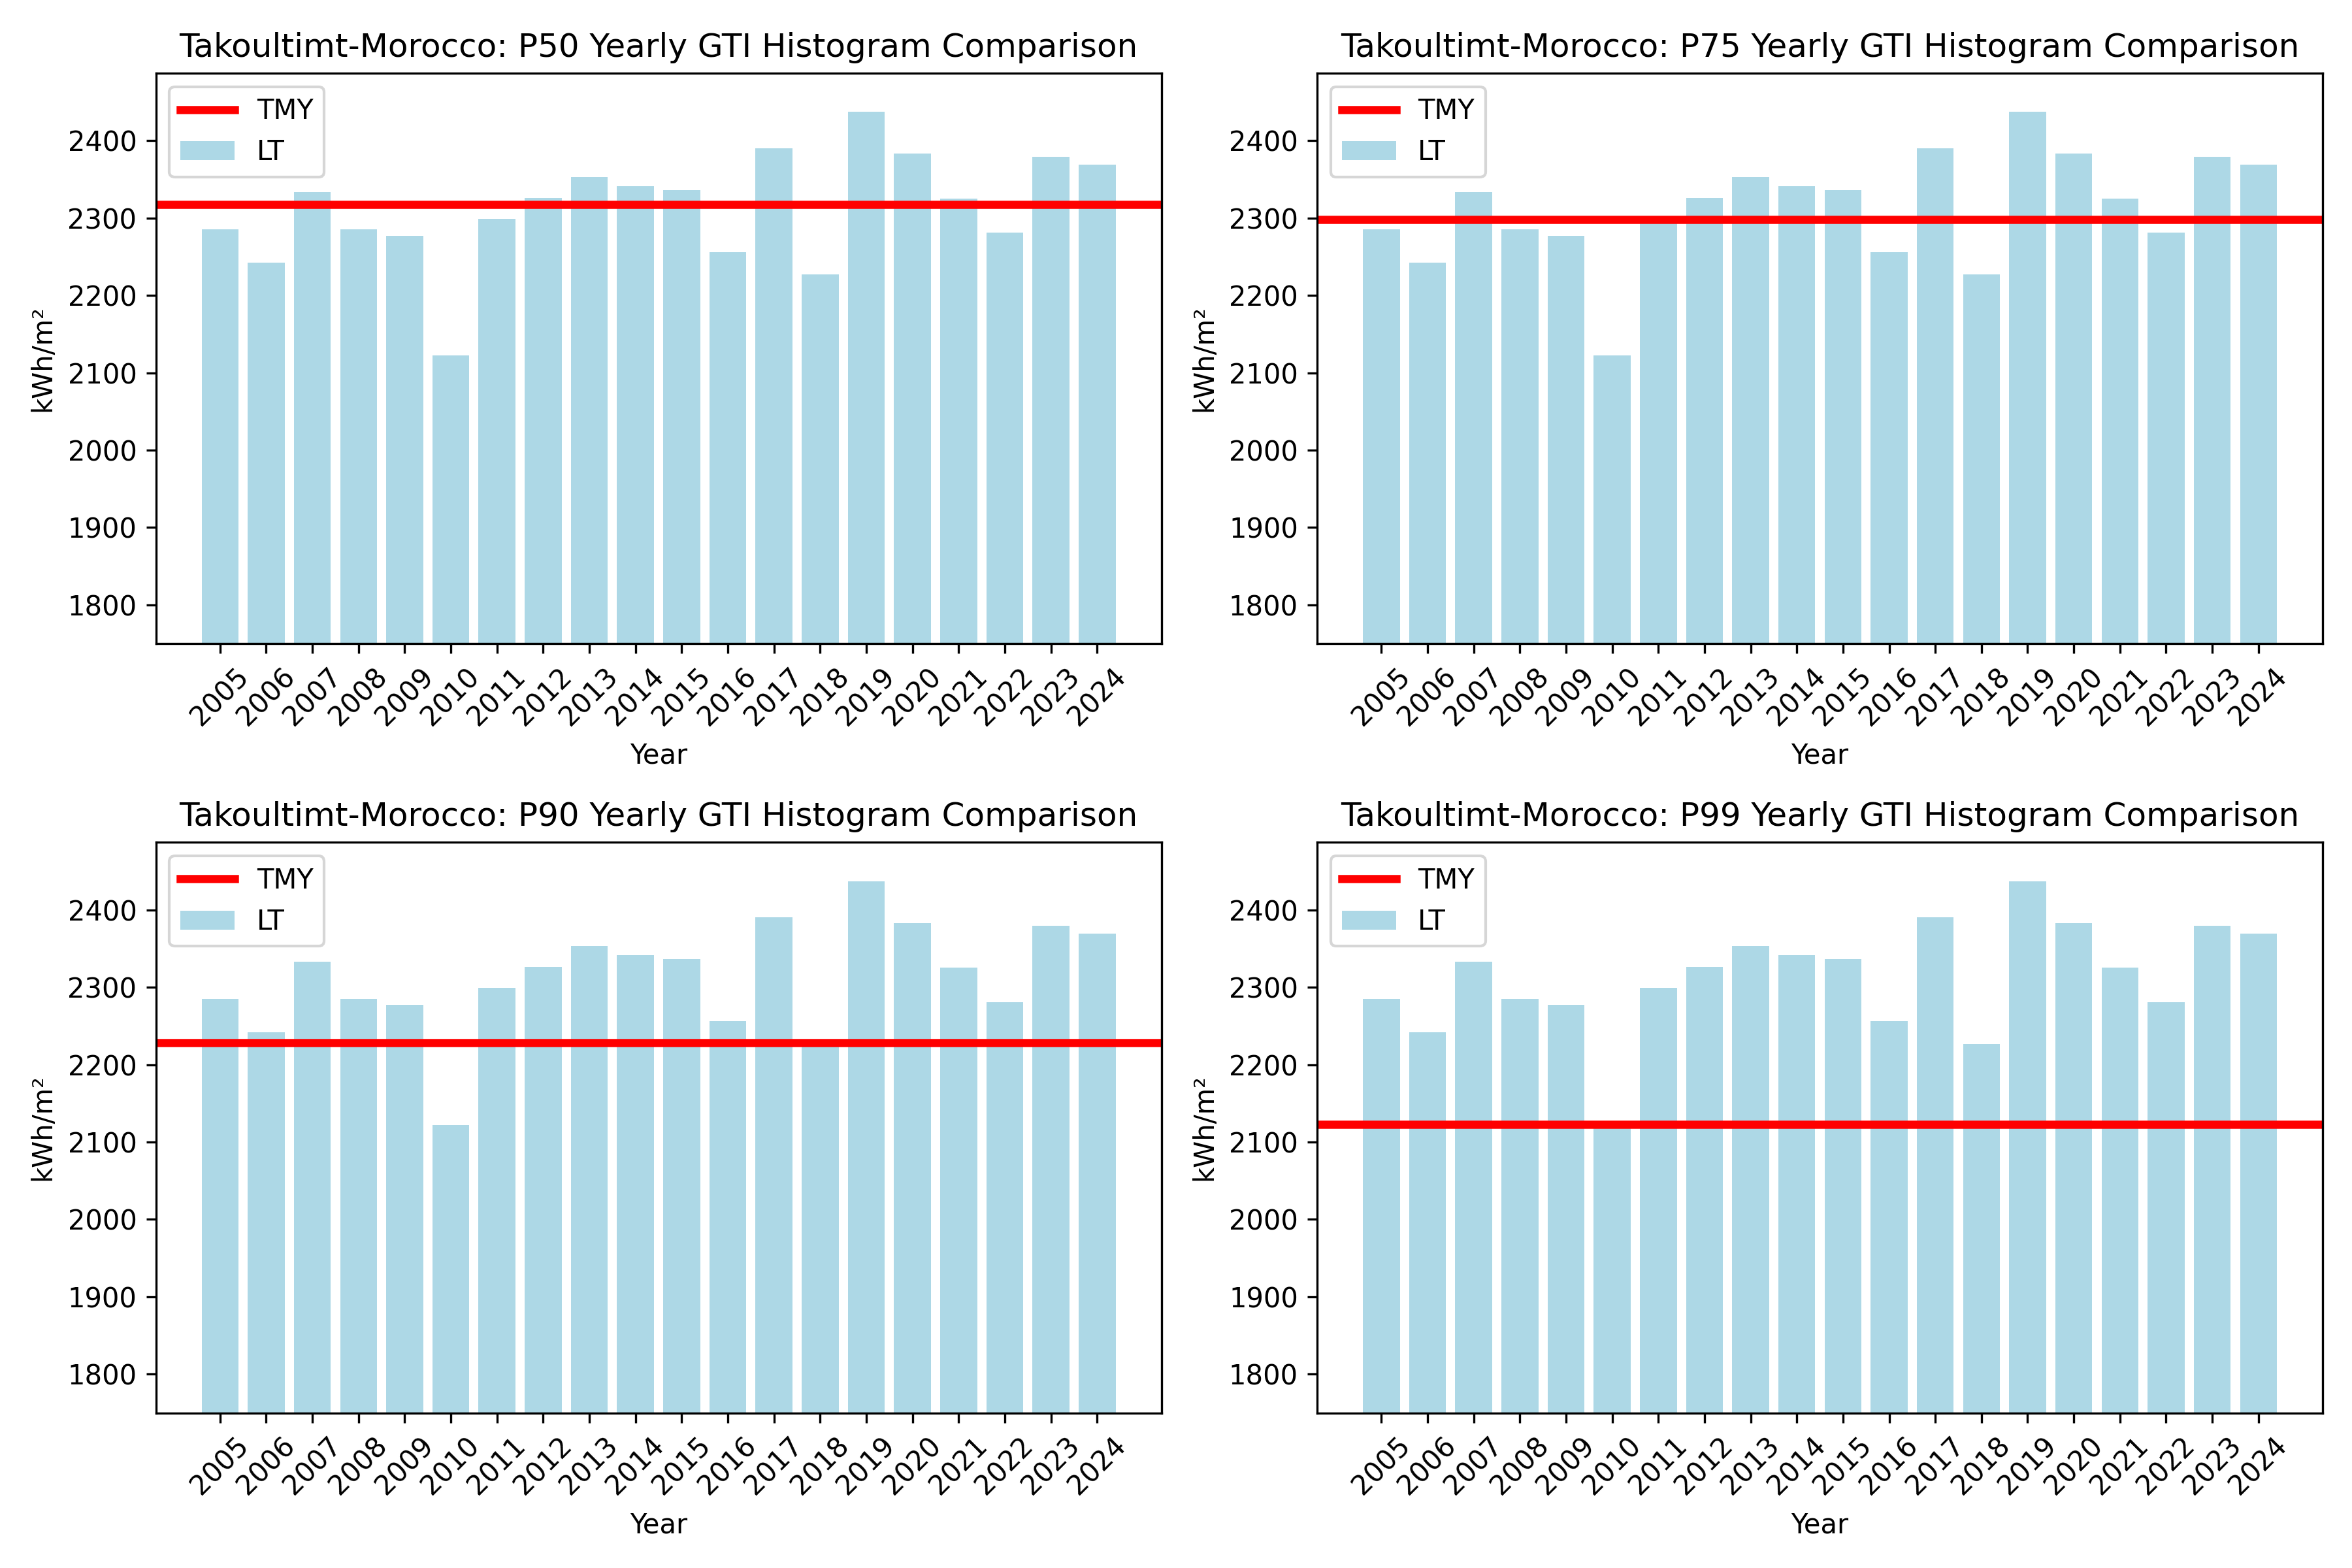 Takoultimt-Morocco: P50 Yearly GTI Histogram Comparison
TMY
LT
2400
2300
2200
2100
2000
1900
1800
kWh/m²
2005 2006 2007 2008 2009 2010 2011 2012 2013 2014 2015 2016 2017 2018 2019 2020 2021 2022 2023 2024
Year
Takoultimt-Morocco: P75 Yearly GTI Histogram Comparison
TMY
LT
2400
2300
2200
2100
2000
1900
1800
kWh/m²
2005 2006 2007 2008 2009 2010 2011 2012 2013 2014 2015 2016 2017 2018 2019 2020 2021 2022 2023 2024
Year
Takoultimt-Morocco: P90 Yearly GTI Histogram Comparison
TMY
LT
2400
2300
2200
2100
2000
1900
1800
kWh/m²
2005 2006 2007 2008 2009 2010 2011 2012 2013 2014 2015 2016 2017 2018 2019 2020 2021 2022 2023 2024
Year
Takoultimt-Morocco: P99 Yearly GTI Histogram Comparison
TMY
LT
2400
2300
2200
2100
2000
1900
1800
kWh/m²
2005 2006 2007 2008 2009 2010 2011 2012 2013 2014 2015 2016 2017 2018 2019 2020 2021 2022 2023 2024
Year